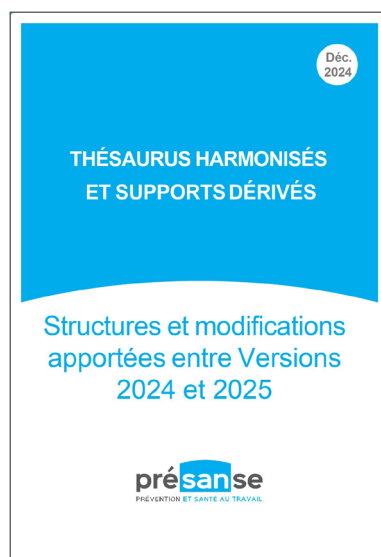 Déc.
2024
THÉSAURUS HARMONISÉS
ET SUPPORTS DÉRIVÉS
Structures et modifications
apportées entre Versions
2024 et 2025
présanse
PRÉVENTION ET SANTÉ AU TRAVAIL